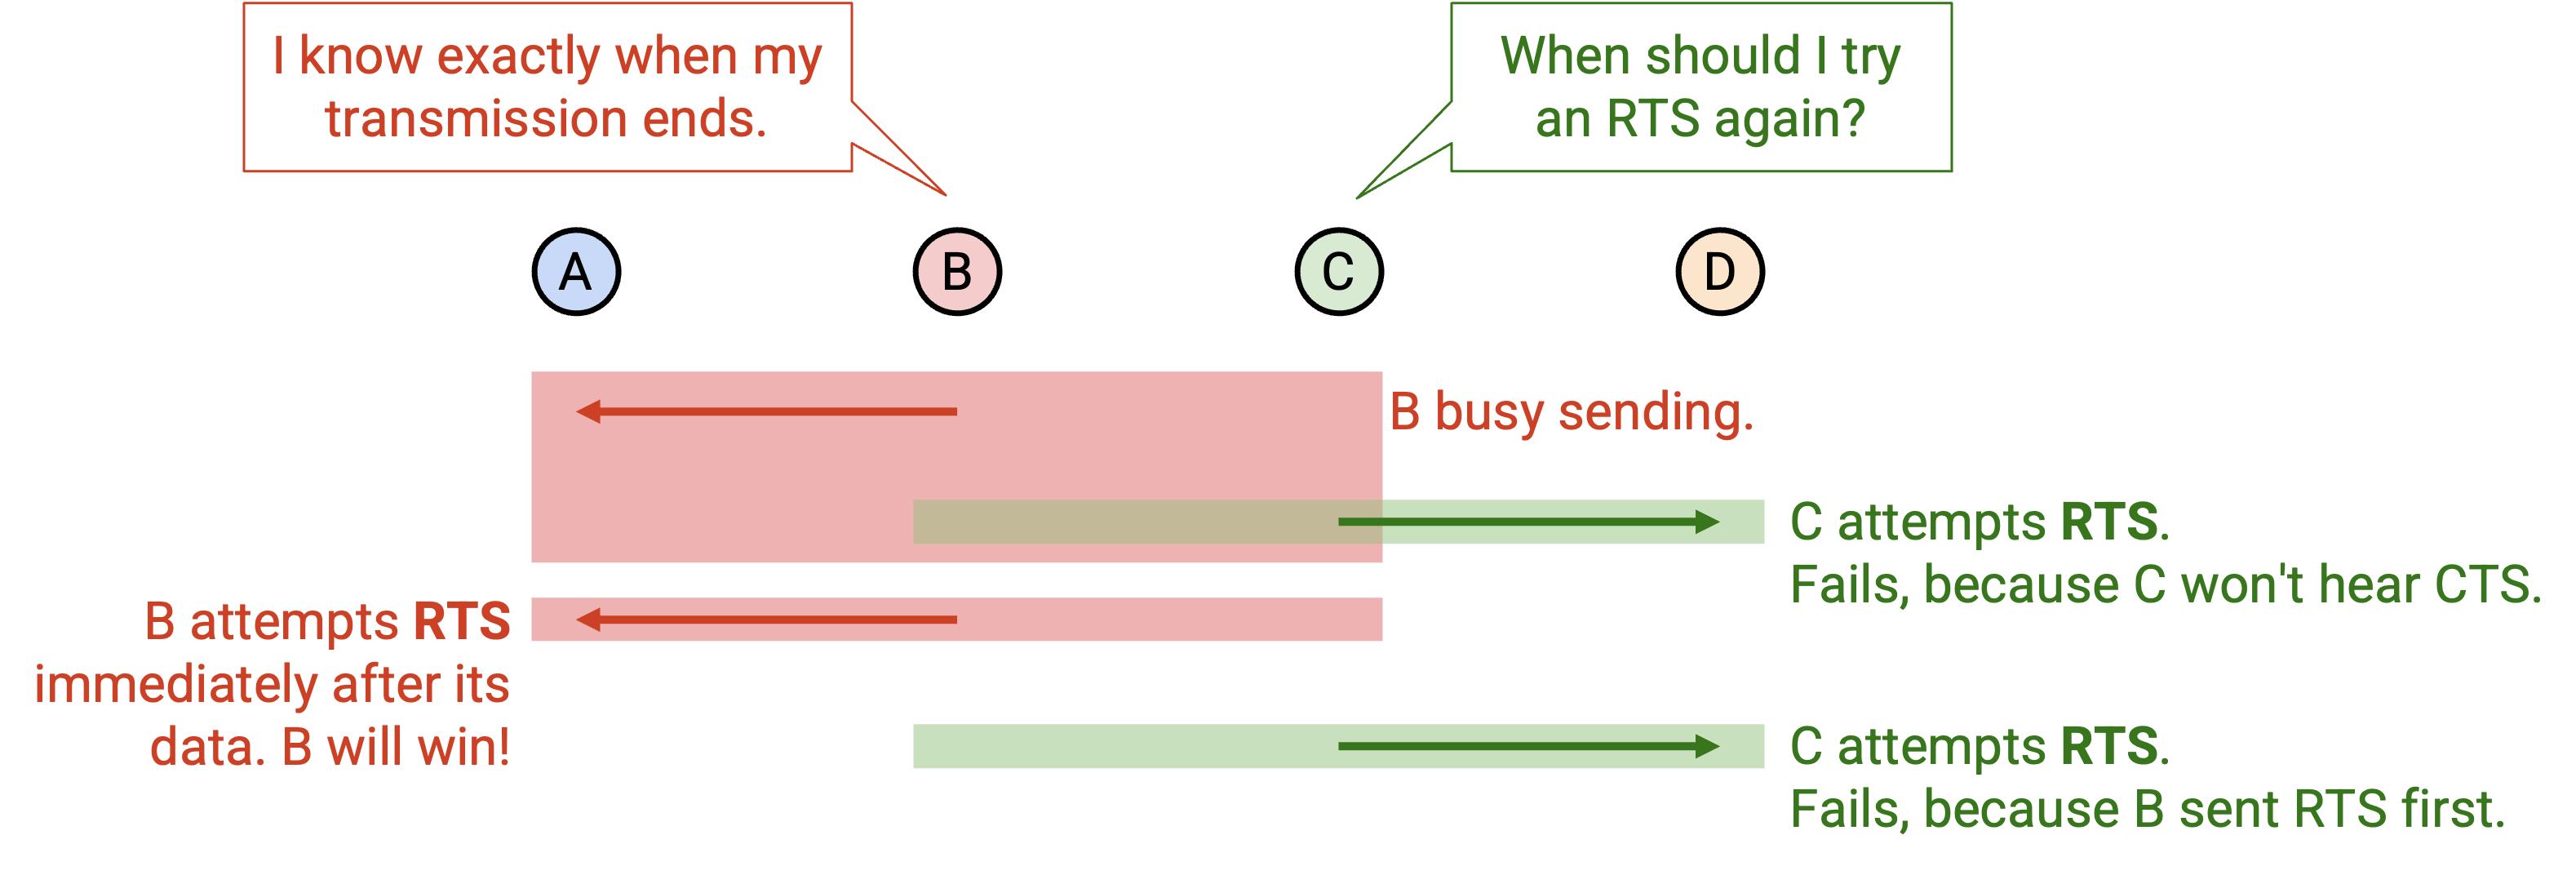 I know exactly when my
transmission ends.
When should I try
an RTS again?
A
B
C
D
B busy sending.
C attempts RTS.
Fails, because C won't hear CTS.
B attempts RTS
immediately after its
data. B will win!
C attempts RTS.
Fails, because B sent RTS first.